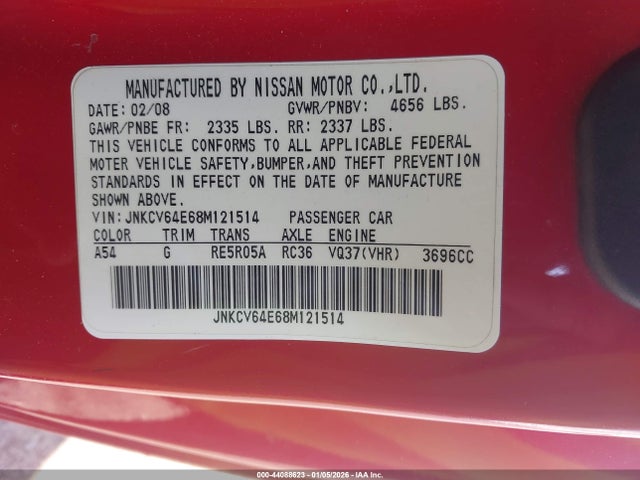 MANUFACTURED BY NISSAN MOTOR CO.,LTD.
DATE: 02/08 GVWR/PNBV: 4656 LBS.
GAWR/PNBE FR: 2335 LBS. RR: 2337 LBS.
THIS VEHICLE CONFORMS TO ALL APPLICABLE FEDERAL
MOTOR VEHICLE SAFETY,BUMPER,AND THEFT PREVENTION
STANDARDS IN EFFECT ON THE DATE OF MANUFACTURE
SHOWN ABOVE.
VIN: JNKCV64E68M121514 PASSENGER CAR
COLOR TRIM TRANS AXLE ENGINE
A54 G RE5R05A RC36 VQ37(VHR) 3696CC
JNKCV64E68M121514
000-44088623 - 01/05/2026 - IAA Inc.